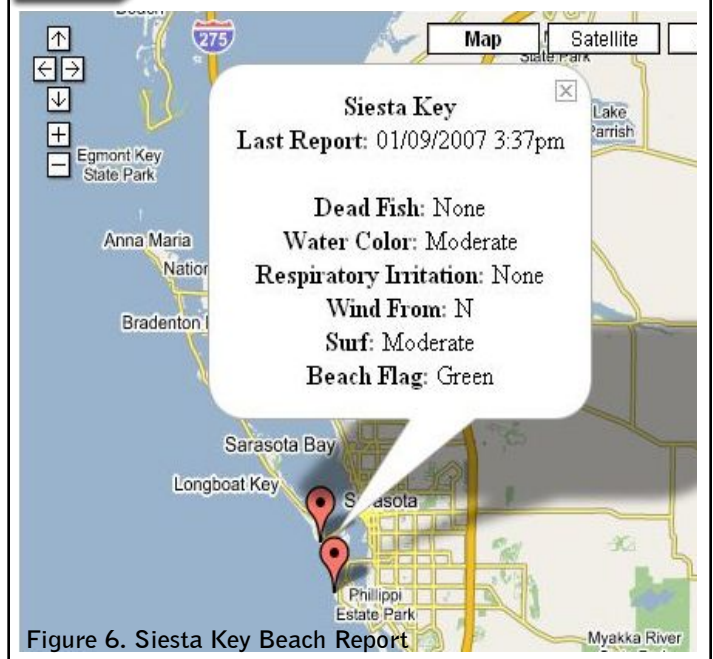 275
Map
Satellite
State Park
Siesta Key
Last Report: 01/09/2007 3:37pm
Dead Fish: None
Water Color: Moderate
Respiratory Irritation: None
Wind From: N
Surf: Moderate
Beach Flag: Green
Lake
Parrish
Egmont Key
State Park
Anna Maria
Sarasota Bay
Longboat Key
Phillippi
Estate Park
Myakka River
Figure 6. Siesta Key Beach Report